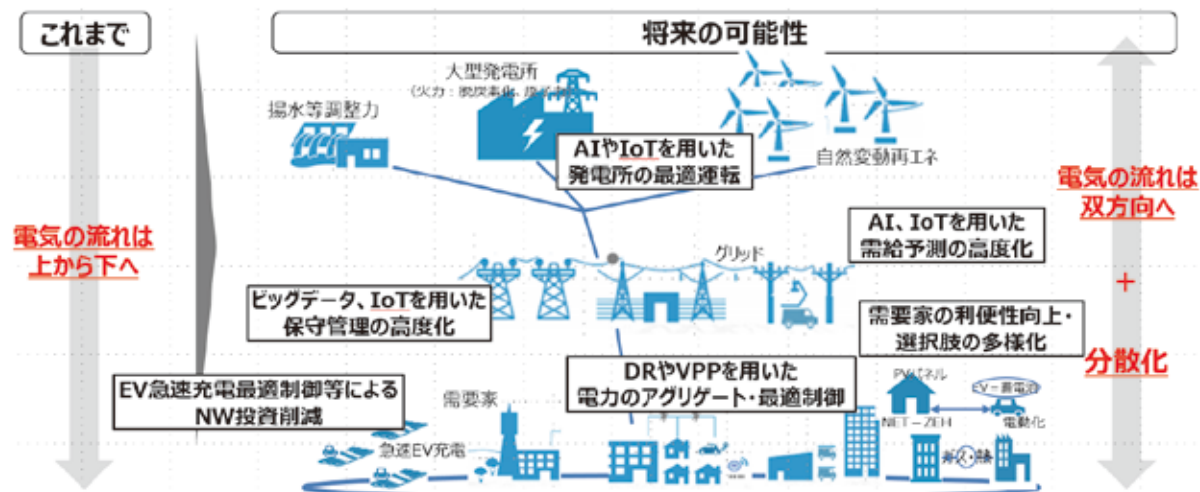 これまで
将来の可能性
電気の流れは
上から下へ
大型発電所
揚水等調整力
AIやIoTを用いた
発電所の最適運転
自然変動再エネ
電気の流れは
双方向へ
+
分散化
AI、IoTを用いた
需給予測の高度化
グリッド
ビッグデータ、IoTを用いた
保守管理の高度化
需要家の利便性向上・
選択肢の多様化
DRやVPPを用いた
電力のアグリゲート・最適制御
EV急速充電最適制御等による
NW投資削減
需要家
急速EV充電
PVパネル
EV=蓄電池
NET-ZEH
電動化